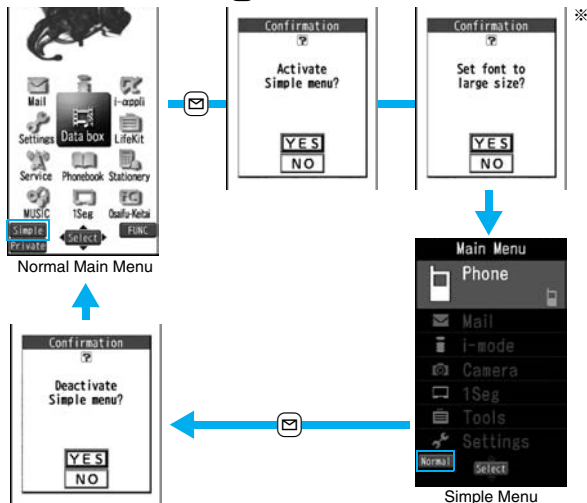 Mail
i-αppli
Settings
Data box
LifeKit
Service
Phonebook
Stationery
MUSIC
1Seg
Osaifu-Keitai
Simple
Private
Select
FUNC
Normal Main Menu
Confirmation
?
Activate
Simple menu?
YES
NO
Confirmation
?
Set font to
large size?
YES
NO
※
Main Menu
Phone
Mail
i-mode
Camera
1Seg
Tools
Settings
Normal
Select
Simple Menu
Confirmation
?
Deactivate
Simple menu?
YES
NO